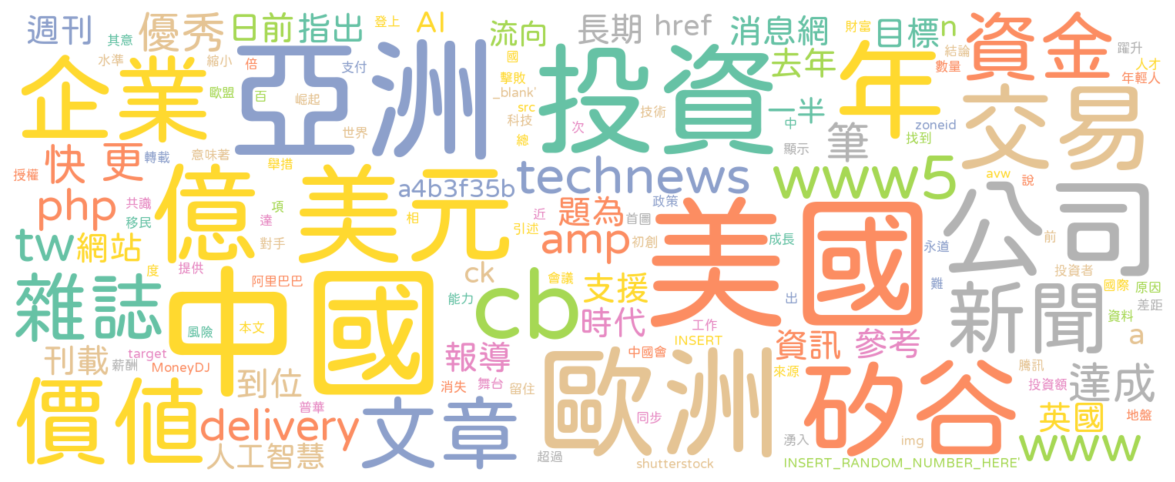 週刊 其意 優秀 日前 指出 登上 AI 流向 長期 href 消息網 目標 n 資金 財富 躍升
水準 縮小 倍 支付 國 去年 年 結論 數量 人才 年輕人
企業 歐盟 百 崛起 亞洲 擊敗 _blank' 投資 交易
src 科技 技術 一半 筆 zoneid
世界 次 總 中 顯示 找到
快 更 轉載 意味著 舉措 technews www5 avw 說
授權 億 美元 a4b3f35b 政策
php 共識 移民 項 達 相 引述 近 題為 首圖 美國 公司
tw 網站 對手 amp 初創 成長 永道 前
度 提供 阿里巴巴 ck 會議 支援 出 難 投資者 國際 原因
雜誌 中國 風險 本文 能力 cb 時代 新聞 資料 差距
工作 INSERT 資訊 參考 a
刊載 薪酬 target MoneyDJ 報導 中國會 來源 騰訊
到位 消失 舞台 留住 歐洲 矽谷 投資額 達成
價值 delivery 普華 文章 同步 英國 地盤
人工智慧 超過 湧入 img www
shutterstock INSERT_RANDOM_NUMBER_HERE'